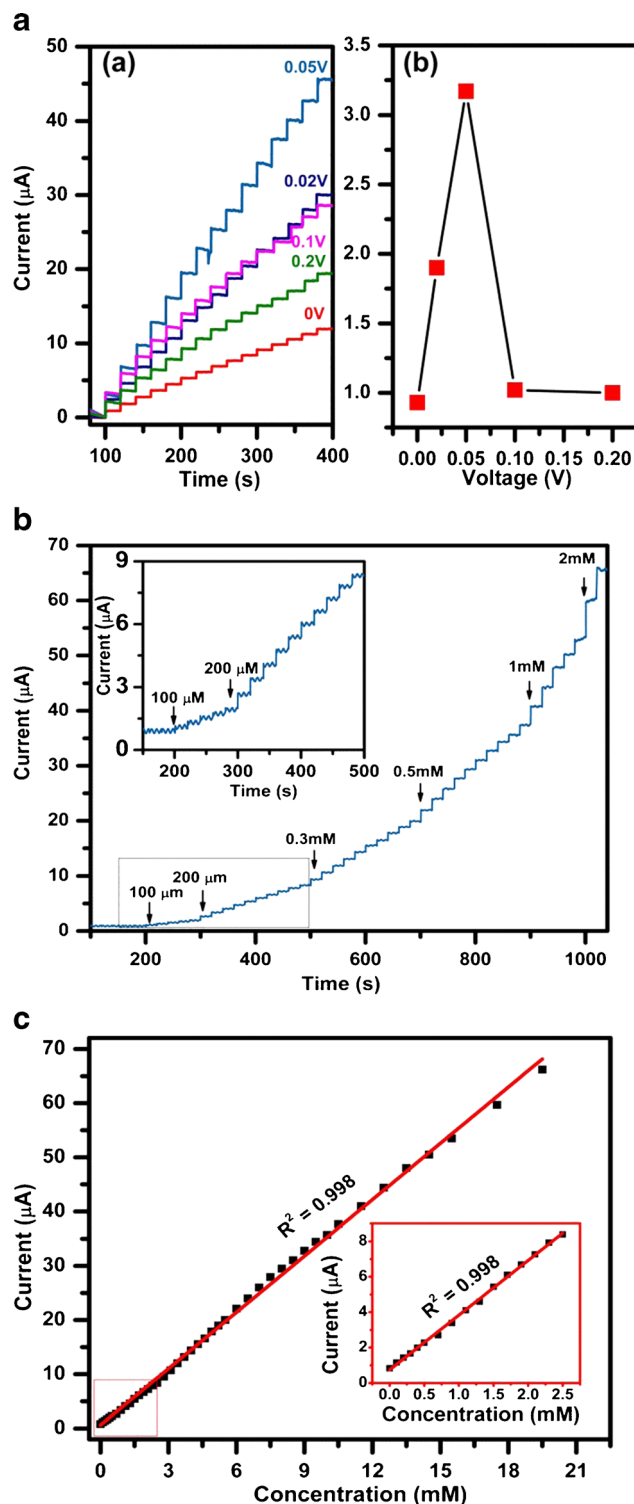 a
(a)
50
40
30
20
10
0
Current (μA)
0.05V
0.02V
0.1V
0.2V
0V
100
200
300
400
Time (s)
(b)
3.5
3.0
2.5
2.0
1.5
1.0
0.00
0.05
0.10
0.15
0.20
Voltage (V)
b
70
60
50
40
30
20
10
0
Current (μA)
9
6
3
0
Current (μA)
100 μM
200 μM
200
300
400
500
Time (s)
100 μm
200 μm
0.3mM
0.5mM
1mM
2mM
200
400
600
800
1000
Time (s)
c
70
60
50
40
30
20
10
0
Current (μA)
R² = 0.998
8
6
4
2
0
Current (μA)
R² = 0.998
0.0
0.5
1.0
1.5
2.0
2.5
Concentration (mM)
0
3
6
9
12
15
18
21
Concentration (mM)